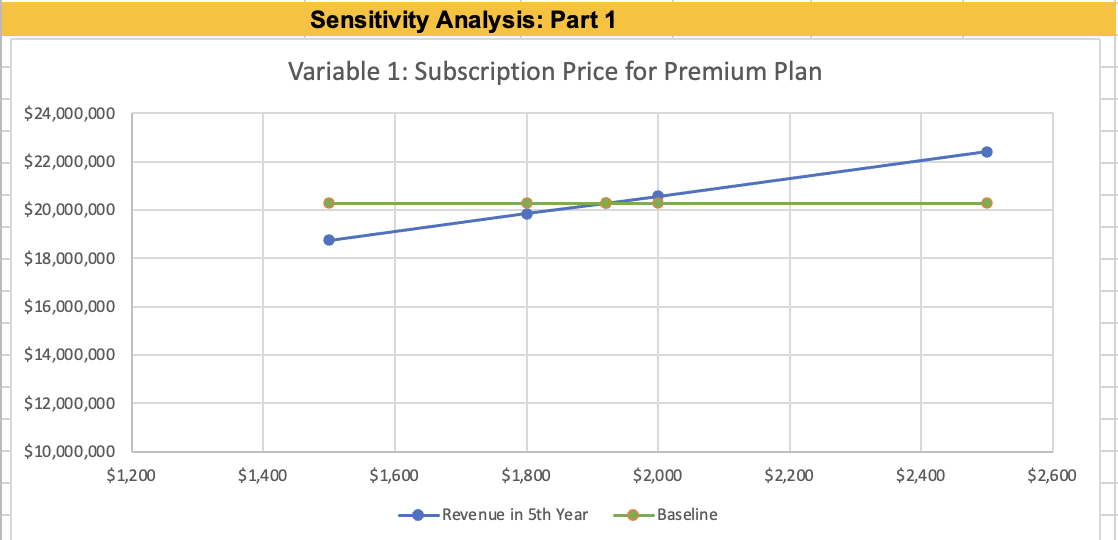 Sensitivity Analysis: Part 1
Variable 1: Subscription Price for Premium Plan
$24,000,000
$22,000,000
$20,000,000
$18,000,000
$16,000,000
$14,000,000
$12,000,000
$10,000,000
$1,200 $1,400 $1,600 $1,800 $2,000 $2,200 $2,400 $2,600
Revenue in 5th Year Baseline